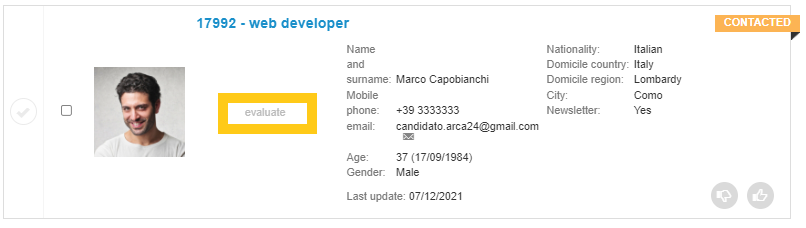 17992 - web developer
CONTACTED
evaluate
Name
and
surname: Marco Capobianchi
Mobile
phone: +39 3333333
email: candidato.arca24@gmail.com
Age: 37 (17/09/1984)
Gender: Male
Last update: 07/12/2021
Nationality: Italian
Domicile country: Italy
Domicile region: Lombardy
City: Como
Newsletter: Yes